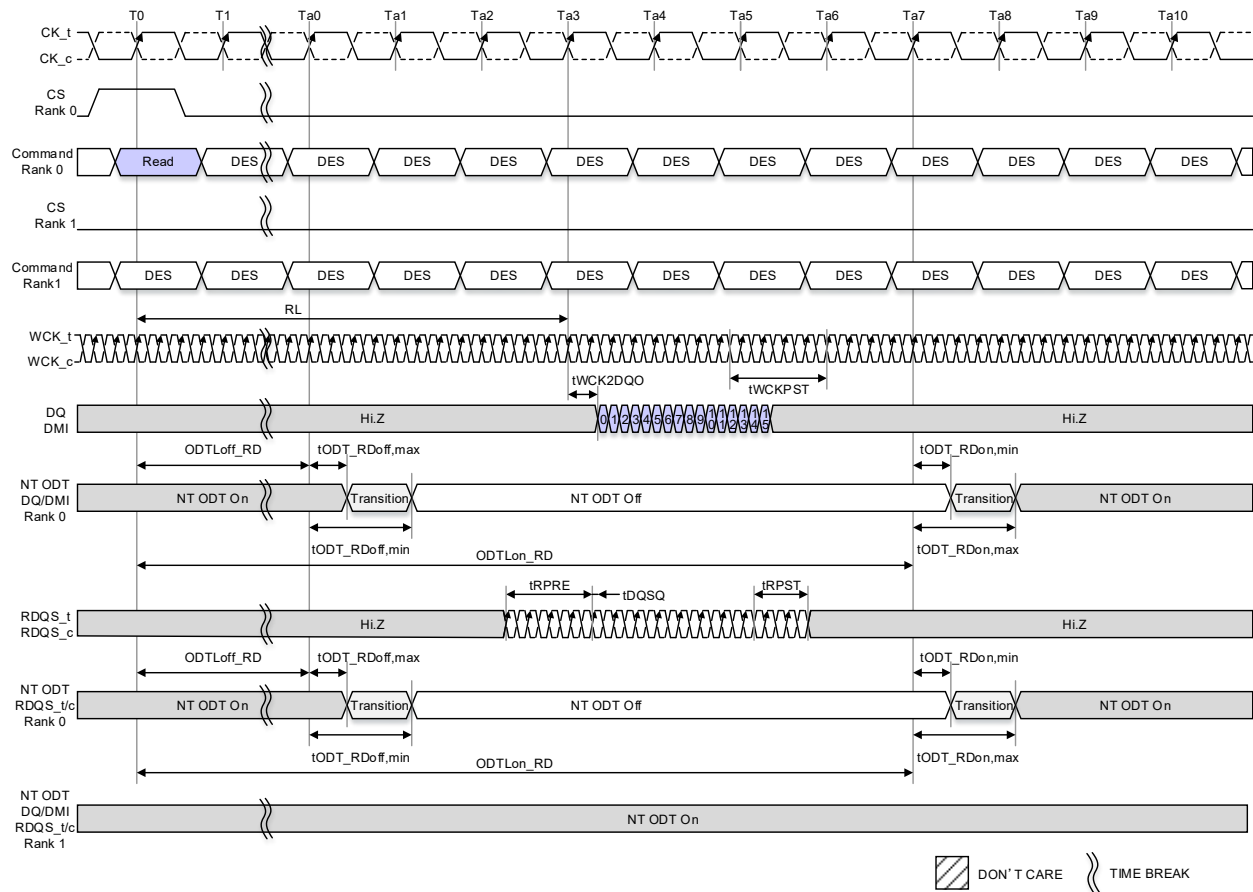 T0 T1 Ta0 Ta1 Ta2 Ta3 Ta4 Ta5 Ta6 Ta7 Ta8 Ta9 Ta10
CK_t
CK_c
CS
Rank 0
Command
Rank 0
Read DES DES DES DES DES DES DES DES DES DES DES DES
CS
Rank 1
Command
Rank1
DES DES DES DES DES DES DES DES DES DES DES DES DES
RL
WCK_t
WCK_c
tWCK2DQO
tWCKPST
DQ
DMI
Hi.Z 0 1 2 3 4 5 6 7 8 9 10 11 12 13 14 15 Hi.Z
ODTLoff_RD tODT_RDoff,max tODT_RDon,min
NT ODT
DQ/DMI
Rank 0
NT ODT On Transition NT ODT Off Transition NT ODT On
tODT_RDoff,min tODT_RDon,max
ODTLon_RD
tRPRE tDQSQ tRPST
RDQS_t
RDQS_c
Hi.Z Hi.Z
ODTLoff_RD tODT_RDoff,max tODT_RDon,min
NT ODT
RDQS_t/c
Rank 0
NT ODT On Transition NT ODT Off Transition NT ODT On
tODT_RDoff,min tODT_RDon,max
ODTLon_RD
NT ODT
DQ/DMI
RDQS_t/c
Rank 1
NT ODT On
DON'T CARE TIME BREAK